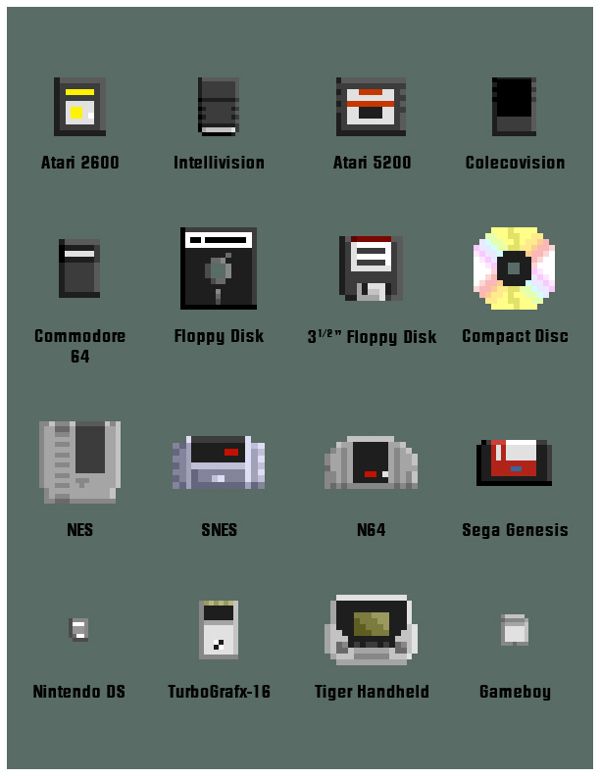 Atari 2600
Intellivision
Atari 5200
Colecovision
Commodore
64
Floppy Disk
3 1/2" Floppy Disk
Compact Disc
NES
SNES
N64
Sega Genesis
Nintendo DS
TurboGrafx-16
Tiger Handheld
Gameboy